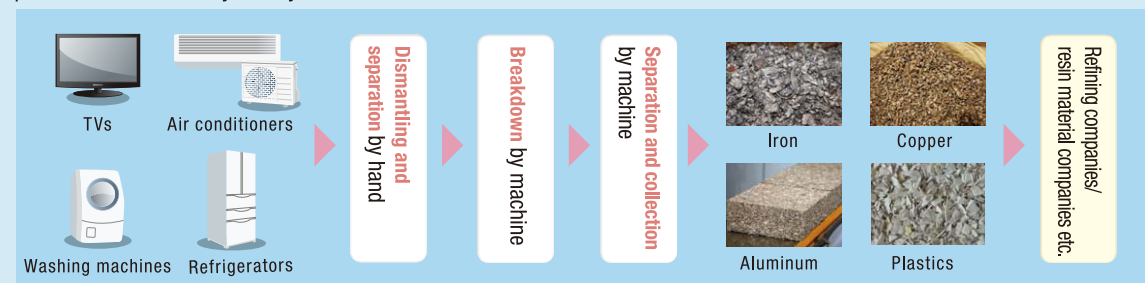 TVs
Air conditioners
Washing machines
Refrigerators
Dismantling and
separation by hand
Breakdown by machine
Separation and collection
by machine
Iron
Copper
Aluminum
Plastics
Refining companies/
resin material companies etc.